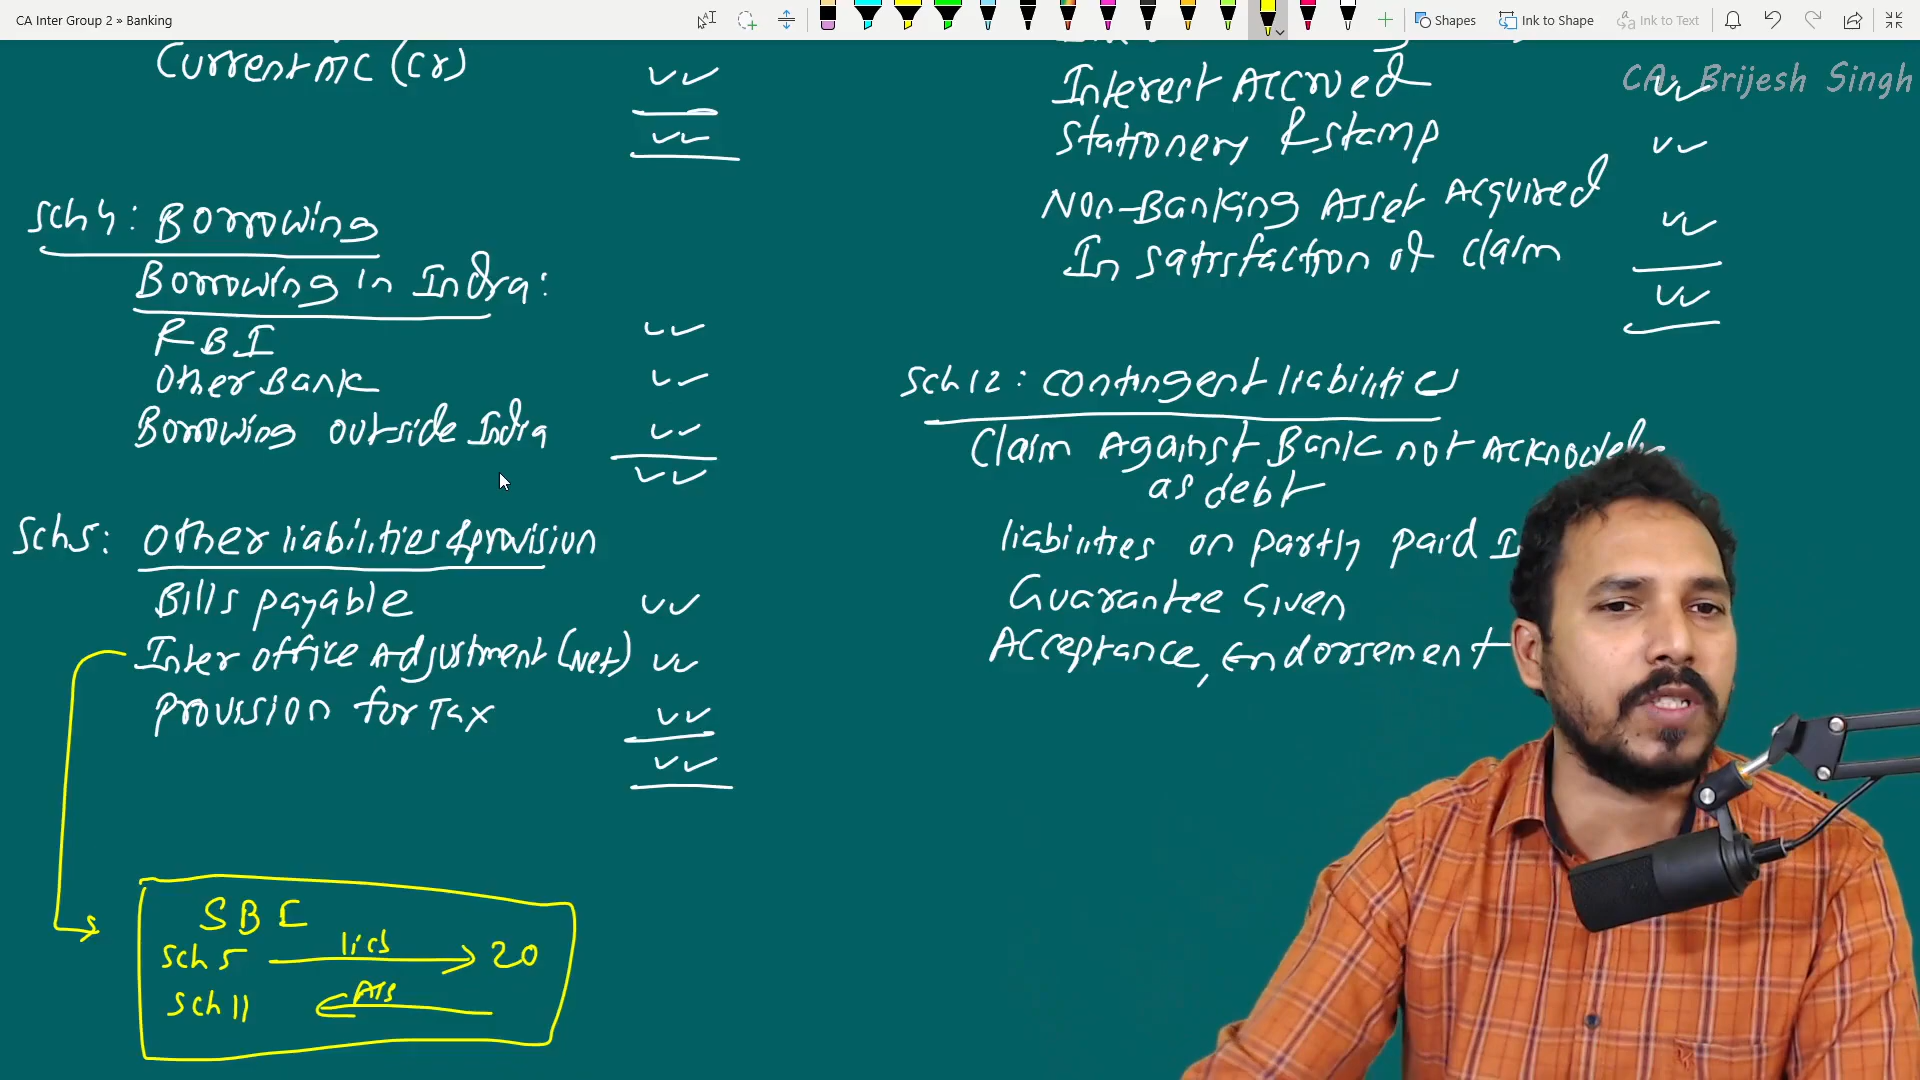 CA Inter Group 2 » Banking
Shapes
Ink to Shape
Ink to Text
CA. Brijesh Singh
Current A/C (Cr)
Sch 4: Borrowing
Borrowing in India:
RBI
Other Bank
Borrowing outside India
Sch 5: Other liabilities & provision
Bills payable
Inter office Adjustment (Net)
Provision for Tax
SBI
Sch 5
20
Sch 11
Interest Accrued
Stationery & stamp
Non-Banking Asset Acquired
In satisfaction of claim
Sch 12: Contingent liabilities
Claim Against Bank not
as debt
liabilities on partly paid
Guarantee Given
Acceptance, Endorsement